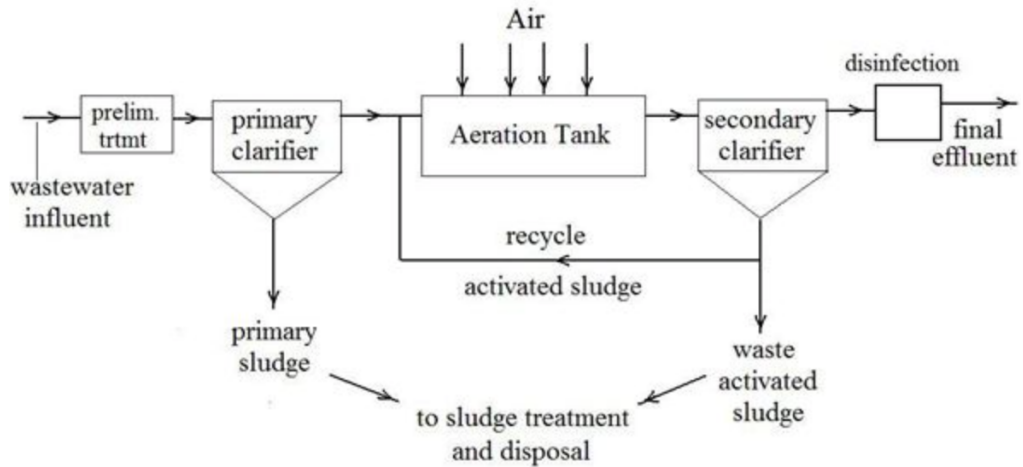 Air
disinfection
prelim.
trtmt
primary
clarifier
Aeration Tank
secondary
clarifier
final
effluent
wastewater
influent
recycle
activated sludge
primary
sludge
waste
activated
sludge
to sludge treatment
and disposal